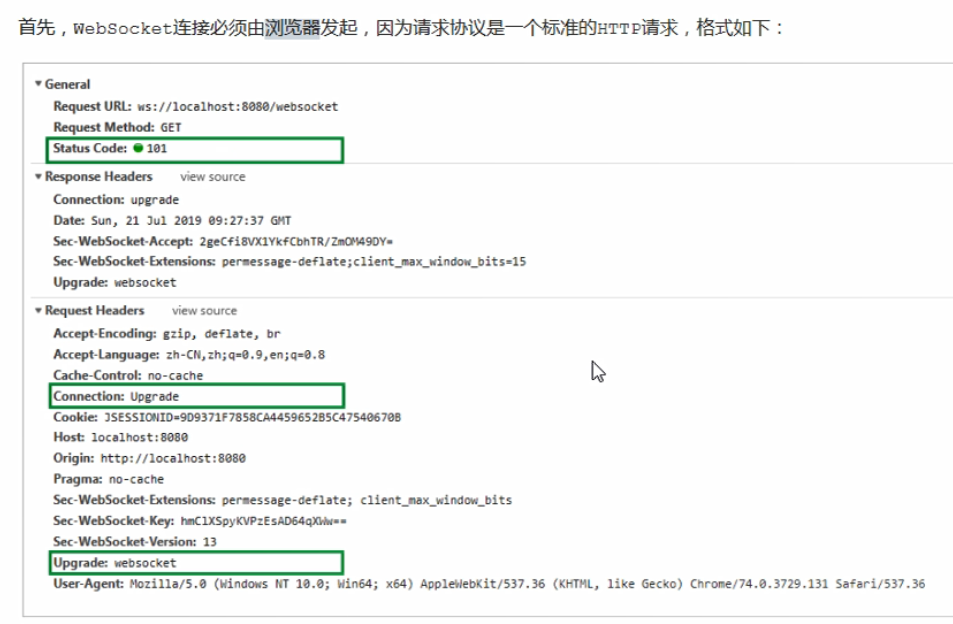 首先，WebSocket连接必须由浏览器发起，因为请求协议是一个标准的HTTP请求，格式如下：
General
Request URL: ws://localhost:8080/websocket
Request Method: GET
Status Code: 101
Response Headers view source
Connection: upgrade
Date: Sun, 21 Jul 2019 09:27:37 GMT
Sec-WebSocket-Accept: 2geCfi8VX1YkfCbhTR/ZmOM49DY=
Sec-WebSocket-Extensions: permessage-deflate;client_max_window_bits=15
Upgrade: websocket
Request Headers view source
Accept-Encoding: gzip, deflate, br
Accept-Language: zh-CN,zh;q=0.9,en;q=0.8
Cache-Control: no-cache
Connection: Upgrade
Cookie: JSESSIONID=9D9371F7858CA4459652B5C47540670B
Host: localhost:8080
Origin: http://localhost:8080
Pragma: no-cache
Sec-WebSocket-Extensions: permessage-deflate; client_max_window_bits
Sec-WebSocket-Key: hmClXSpyKVPzEsAD64qXWw==
Sec-WebSocket-Version: 13
Upgrade: websocket
User-Agent: Mozilla/5.0 (Windows NT 10.0; Win64; x64) AppleWebKit/537.36 (KHTML, like Gecko) Chrome/74.0.3729.131 Safari/537.36